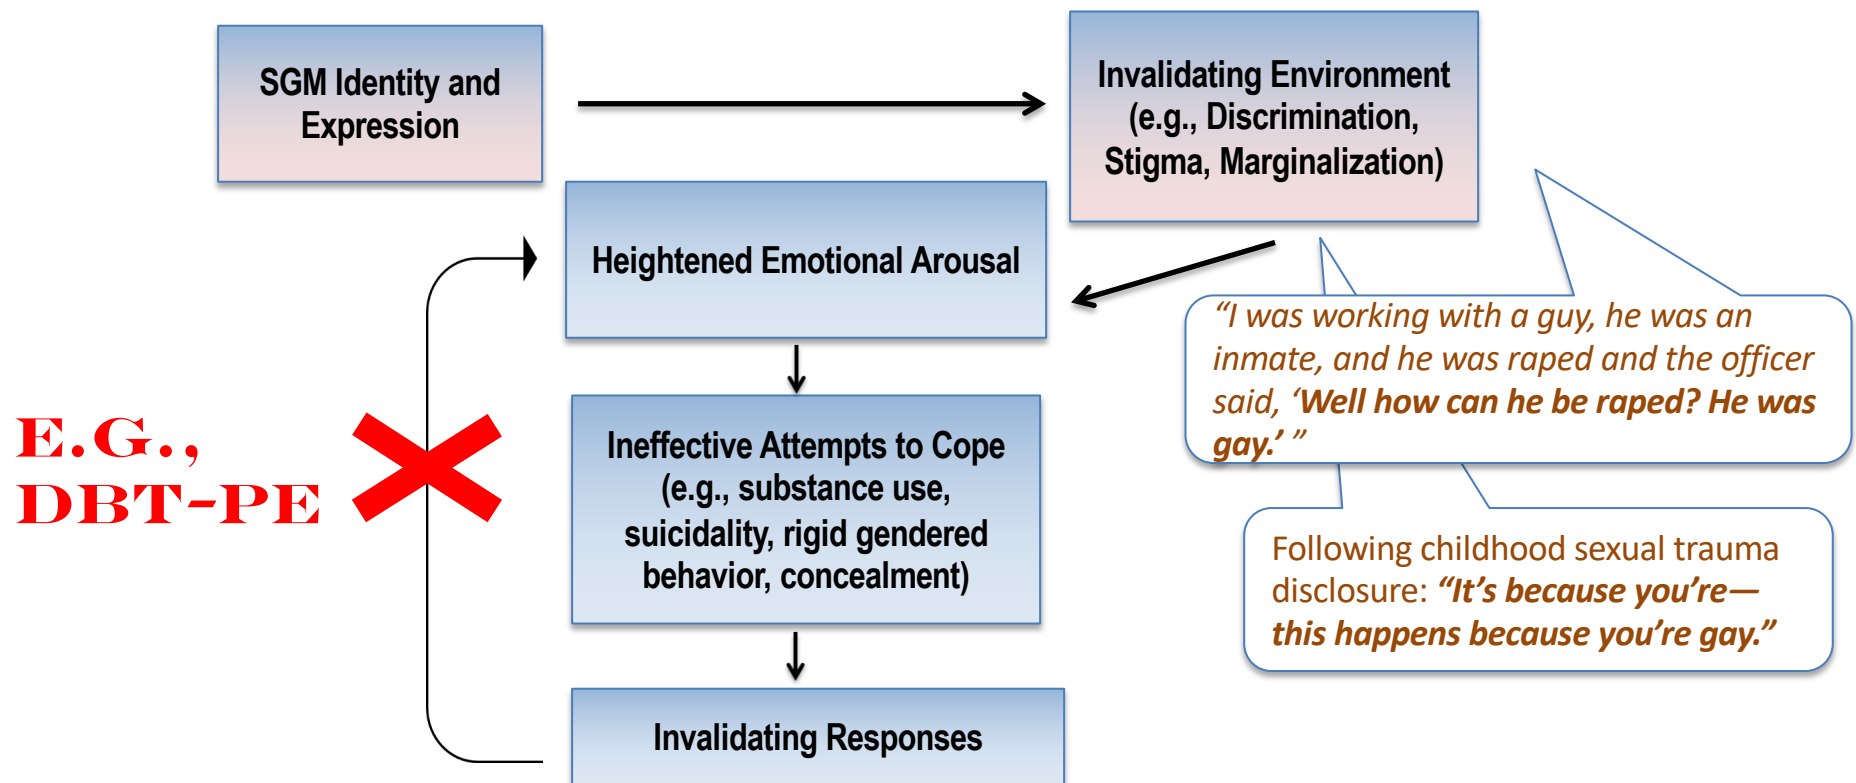 SGM Identity and
Expression
Invalidating Environment
(e.g., Discrimination,
Stigma, Marginalization)
Heightened Emotional Arousal
“I was working with a guy, he was an
inmate, and he was raped and the officer
said, ‘Well how can he be raped? He was
gay.’ ”
E.G.,
DBT-PE
Ineffective Attempts to Cope
(e.g., substance use,
suicidality, rigid gendered
behavior, concealment)
Following childhood sexual trauma
disclosure: “It’s because you’re—
this happens because you’re gay.”
Invalidating Responses